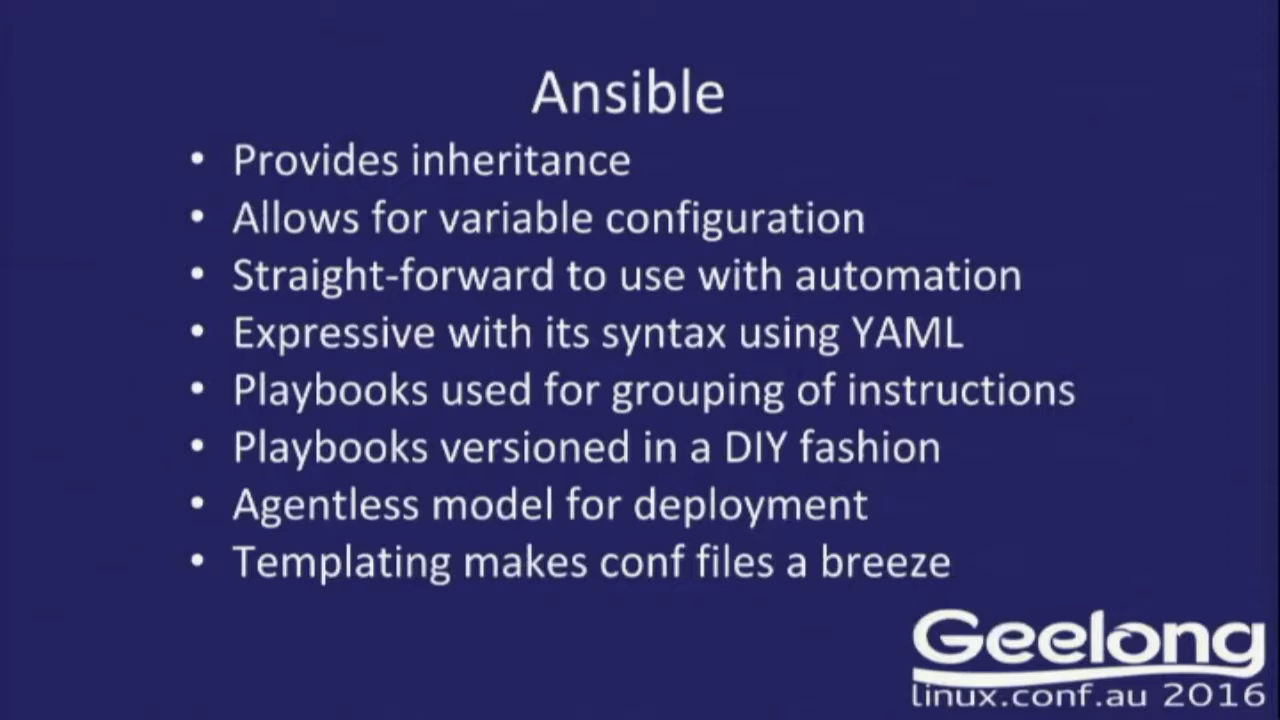 Ansible
• Provides inheritance
• Allows for variable configuration
• Straight-forward to use with automation
• Expressive with its syntax using YAML
• Playbooks used for grouping of instructions
• Playbooks versioned in a DIY fashion
• Agentless model for deployment
• Templating makes conf files a breeze
Geelong
linux.conf.au 2016